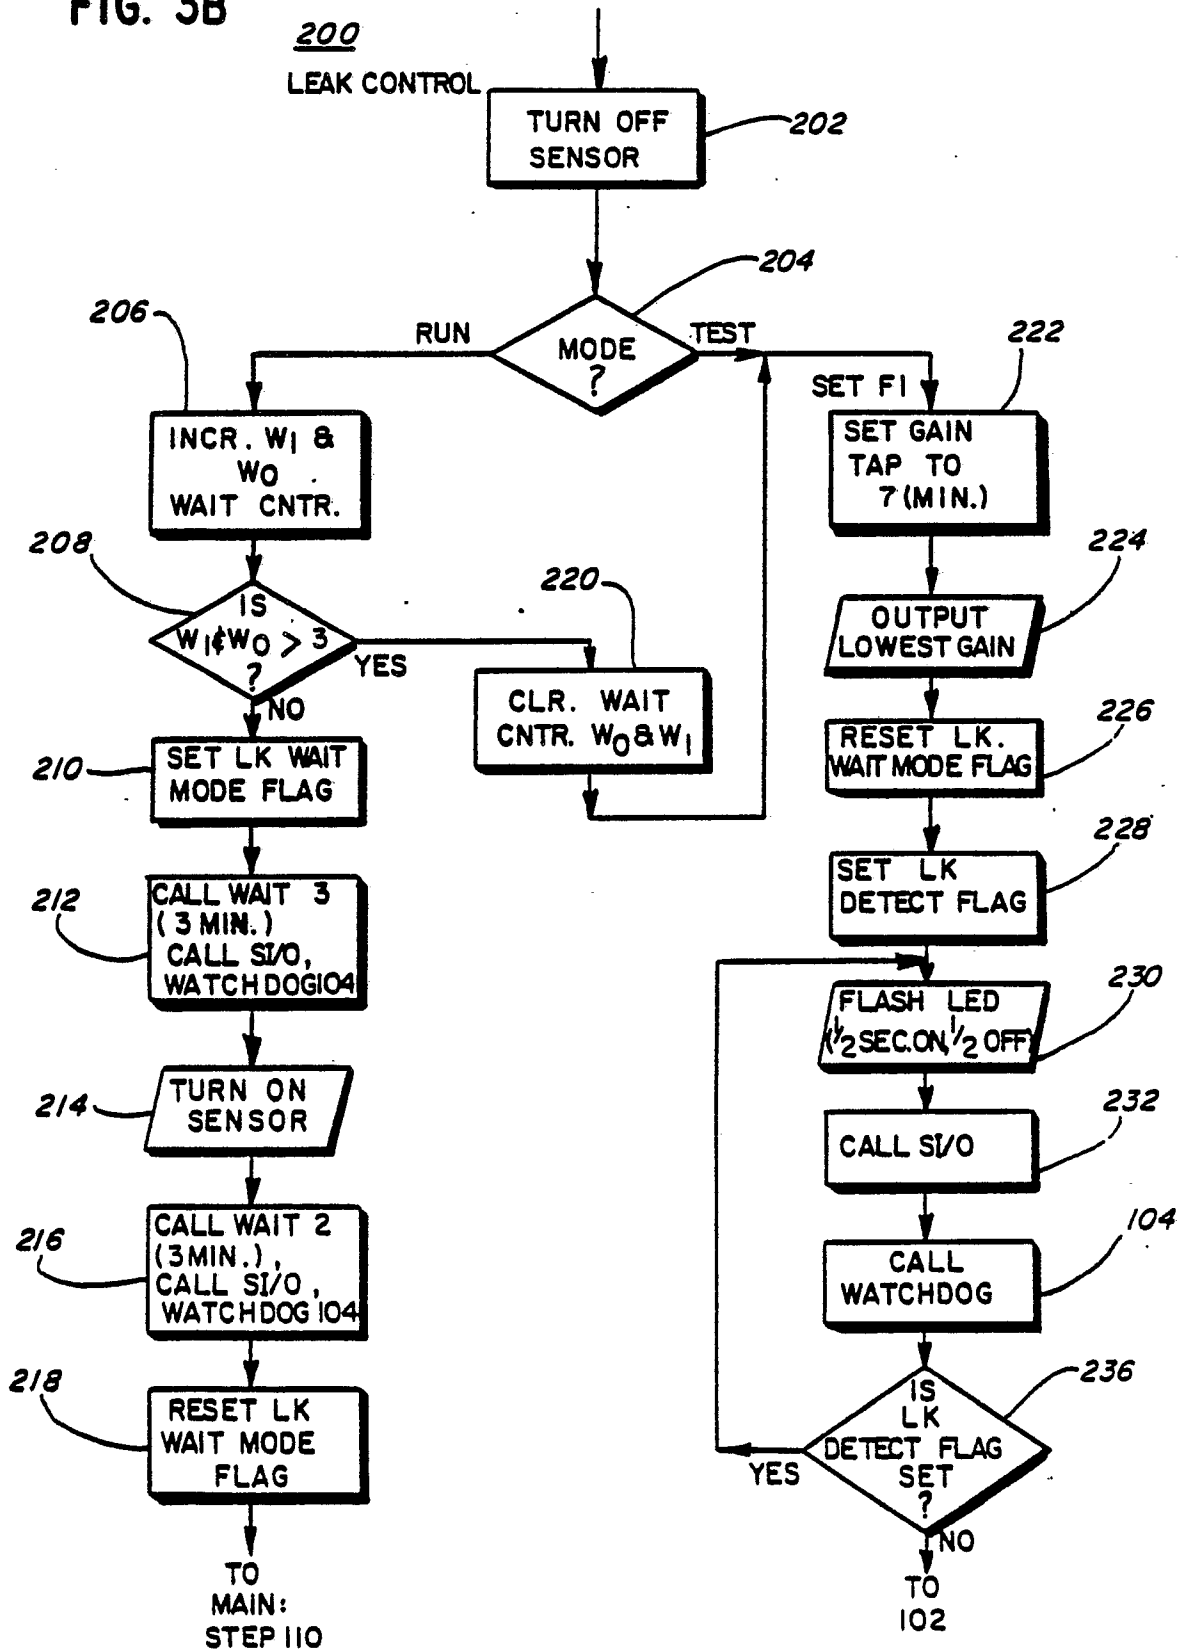 FIG. 3B
200
LEAK CONTROL
TURN OFF
SENSOR
202
204
MODE
?
RUN
TEST
206
INCR. W1 &
W0
WAIT CNTR.
208
IS
W1 & W0 > 3
?
YES
NO
220
CLR. WAIT
CNTR. W0 & W1
210
SET LK WAIT
MODE FLAG
212
CALL WAIT 3
(3 MIN.)
CALL SI/O,
WATCHDOG 104
214
TURN ON
SENSOR
216
CALL WAIT 2
(3 MIN.),
CALL SI/O,
WATCHDOG 104
218
RESET LK
WAIT MODE
FLAG
TO
MAIN:
STEP 110
222
SET F1
SET GAIN
TAP TO
7 (MIN.)
224
OUTPUT
LOWEST GAIN
226
RESET LK.
WAIT MODE FLAG
228
SET LK
DETECT FLAG
230
FLASH LED
(1/2 SEC. ON, 1/2 OFF)
232
CALL SI/O
104
CALL
WATCHDOG
236
IS
LK
DETECT FLAG
SET
?
YES
NO
TO
102